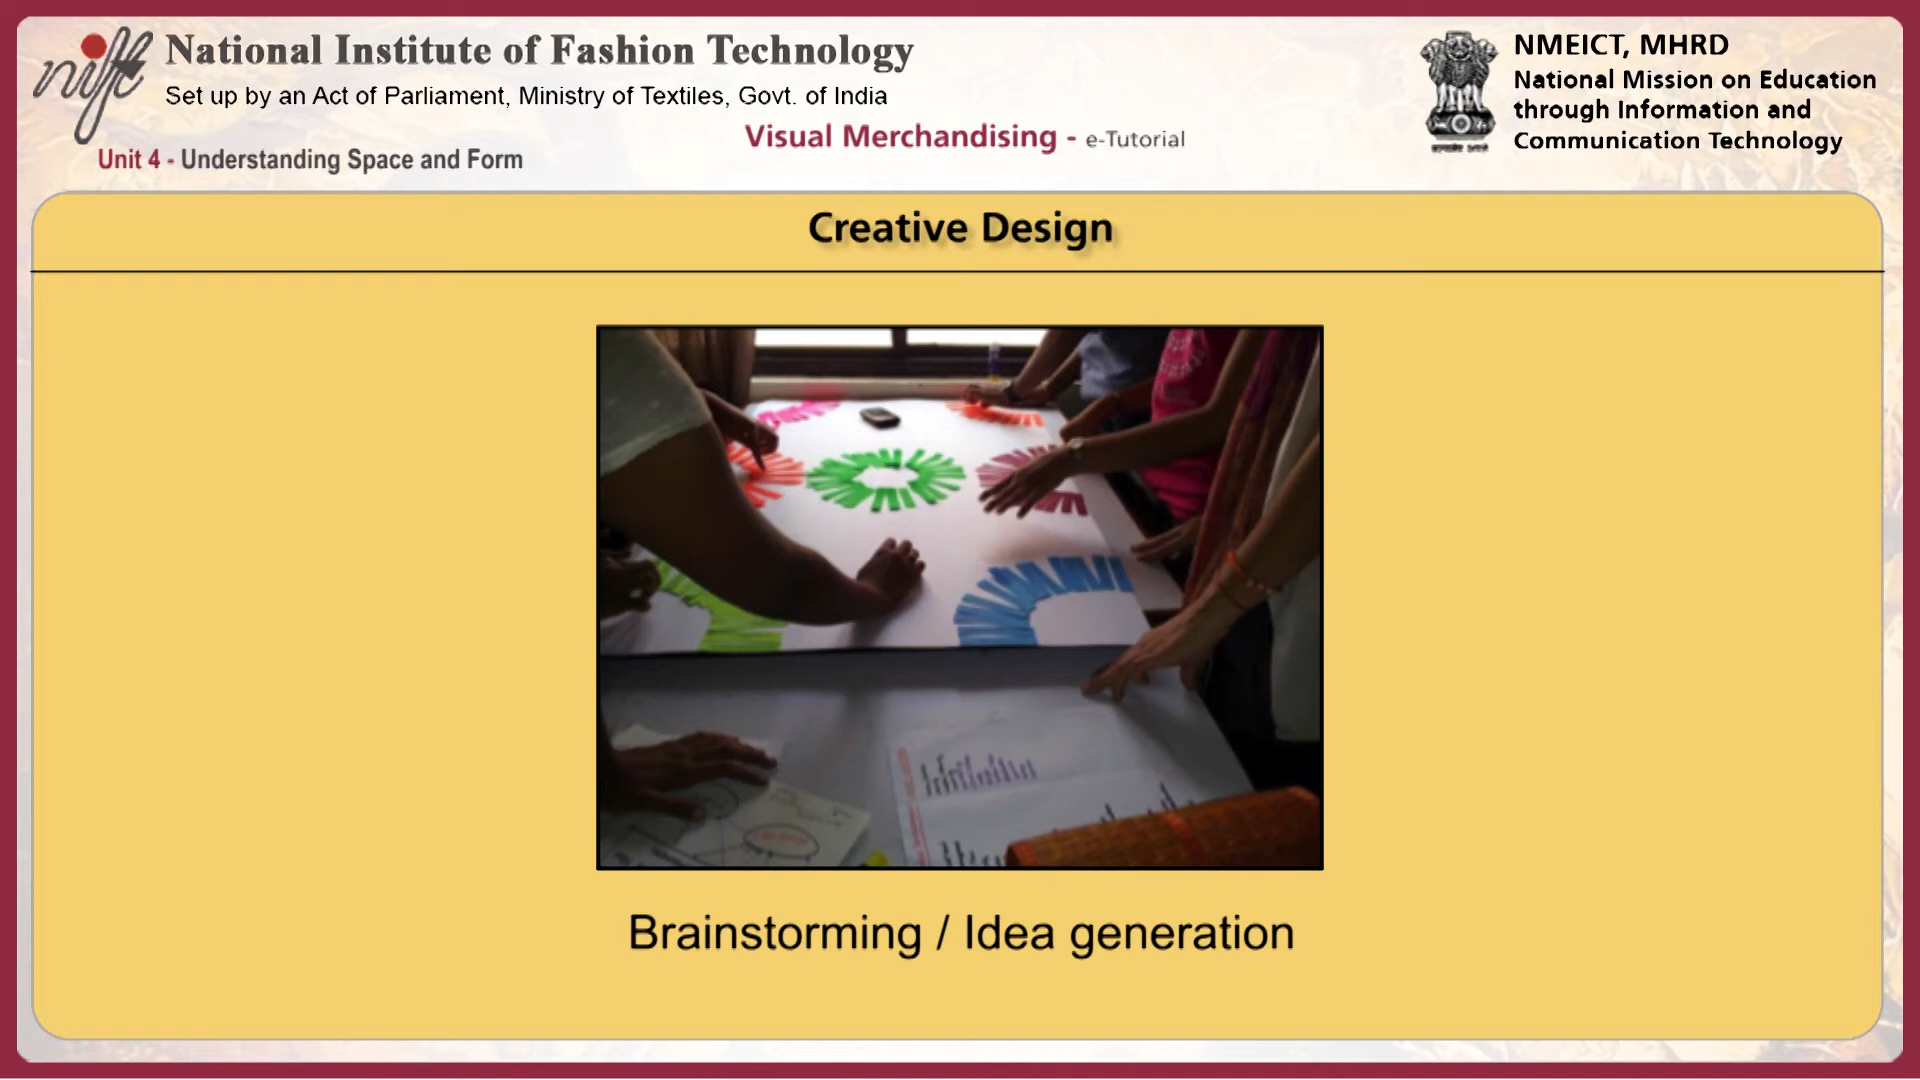 nift
National Institute of Fashion Technology
Set up by an Act of Parliament, Ministry of Textiles, Govt. of India
NMEICT, MHRD
National Mission on Education
through Information and
Communication Technology
Visual Merchandising - e-Tutorial
Unit 4 - Understanding Space and Form
Creative Design
Brainstorming / Idea generation